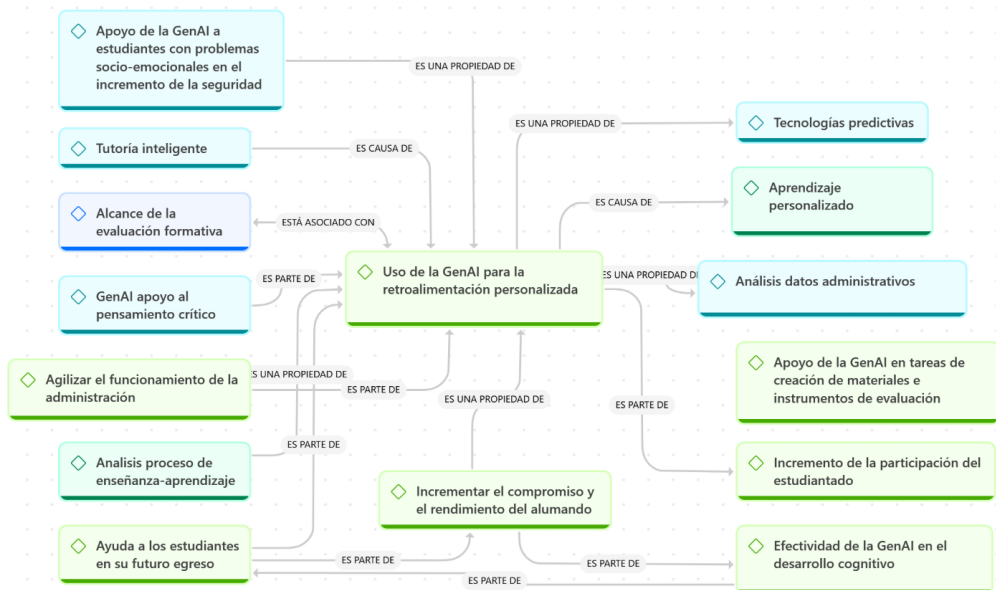 Apoyo de la GenAI a
estudiantes con problemas
socio-emocionales en el
incremento de la seguridad
ES UNA PROPIEDAD DE
ES UNA PROPIEDAD DE
Tecnologías predictivas
Tutoría inteligente
ES CAUSA DE
Aprendizaje
personalizado
ES CAUSA DE
Alcance de la
evaluación formativa
ESTÁ ASOCIADO CON
Uso de la GenAI para la
retroalimentación personalizada
ES UNA PROPIEDAD DE
Análisis datos administrativos
ES PARTE DE
GenAI apoyo al
pensamiento crítico
Agilizar el funcionamiento de la
administración
ES UNA PROPIEDAD DE
ES PARTE DE
ES UNA PROPIEDAD DE
ES PARTE DE
Apoyo de la GenAI en tareas de
creación de materiales e
instrumentos de evaluación
ES PARTE DE
Analisis proceso de
enseñanza-aprendizaje
Incrementar el compromiso y
el rendimiento del alumando
Incremento de la participación del
estudiantado
Ayuda a los estudiantes
en su futuro egreso
ES PARTE DE
ES PARTE DE
Efectividad de la GenAI en el
desarrollo cognitivo
ES PARTE DE